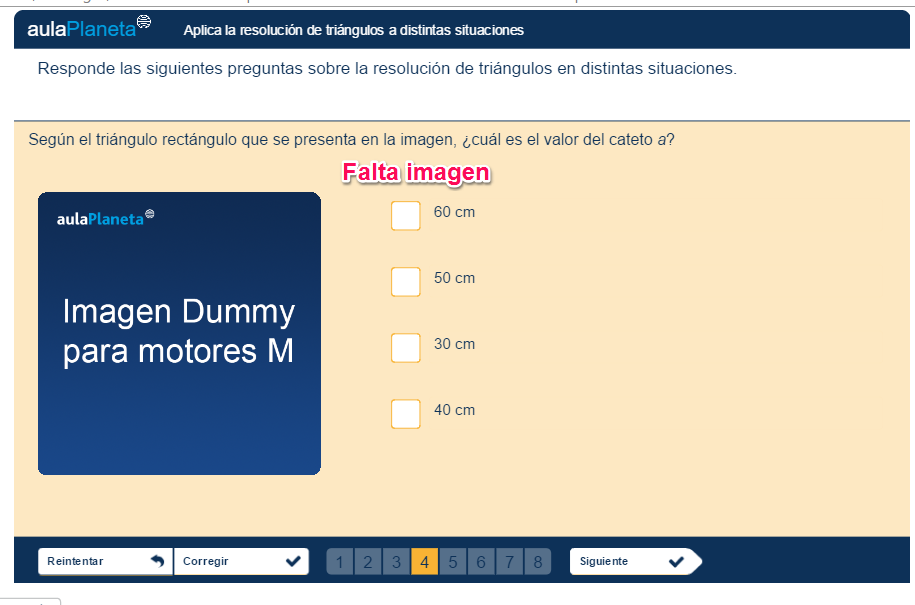 aulaPlaneta Aplica la resolución de triángulos a distintas situaciones
Responde las siguientes preguntas sobre la resolución de triángulos en distintas situaciones.
Según el triángulo rectángulo que se presenta en la imagen, ¿cuál es el valor del cateto a?
Falta imagen
aulaPlaneta
Imagen Dummy
para motores M
60 cm
50 cm
30 cm
40 cm
Reintentar Corregir 1 2 3 4 5 6 7 8 Siguiente